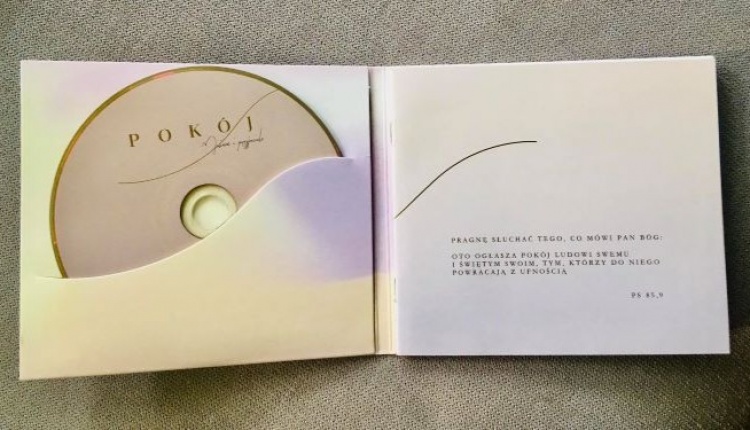 POKÓJ
PRAGNĘ SŁUCHAĆ TEGO, CO MÓWI PAN BÓG:
OTO OGŁASZA POKÓJ LUDOWI SWEMU
I ŚWIĘTYM SWOIM, TYM, KTÓRZY DO NIEGO
POWRACAJĄ Z UFNOŚCIĄ
PS 85,9